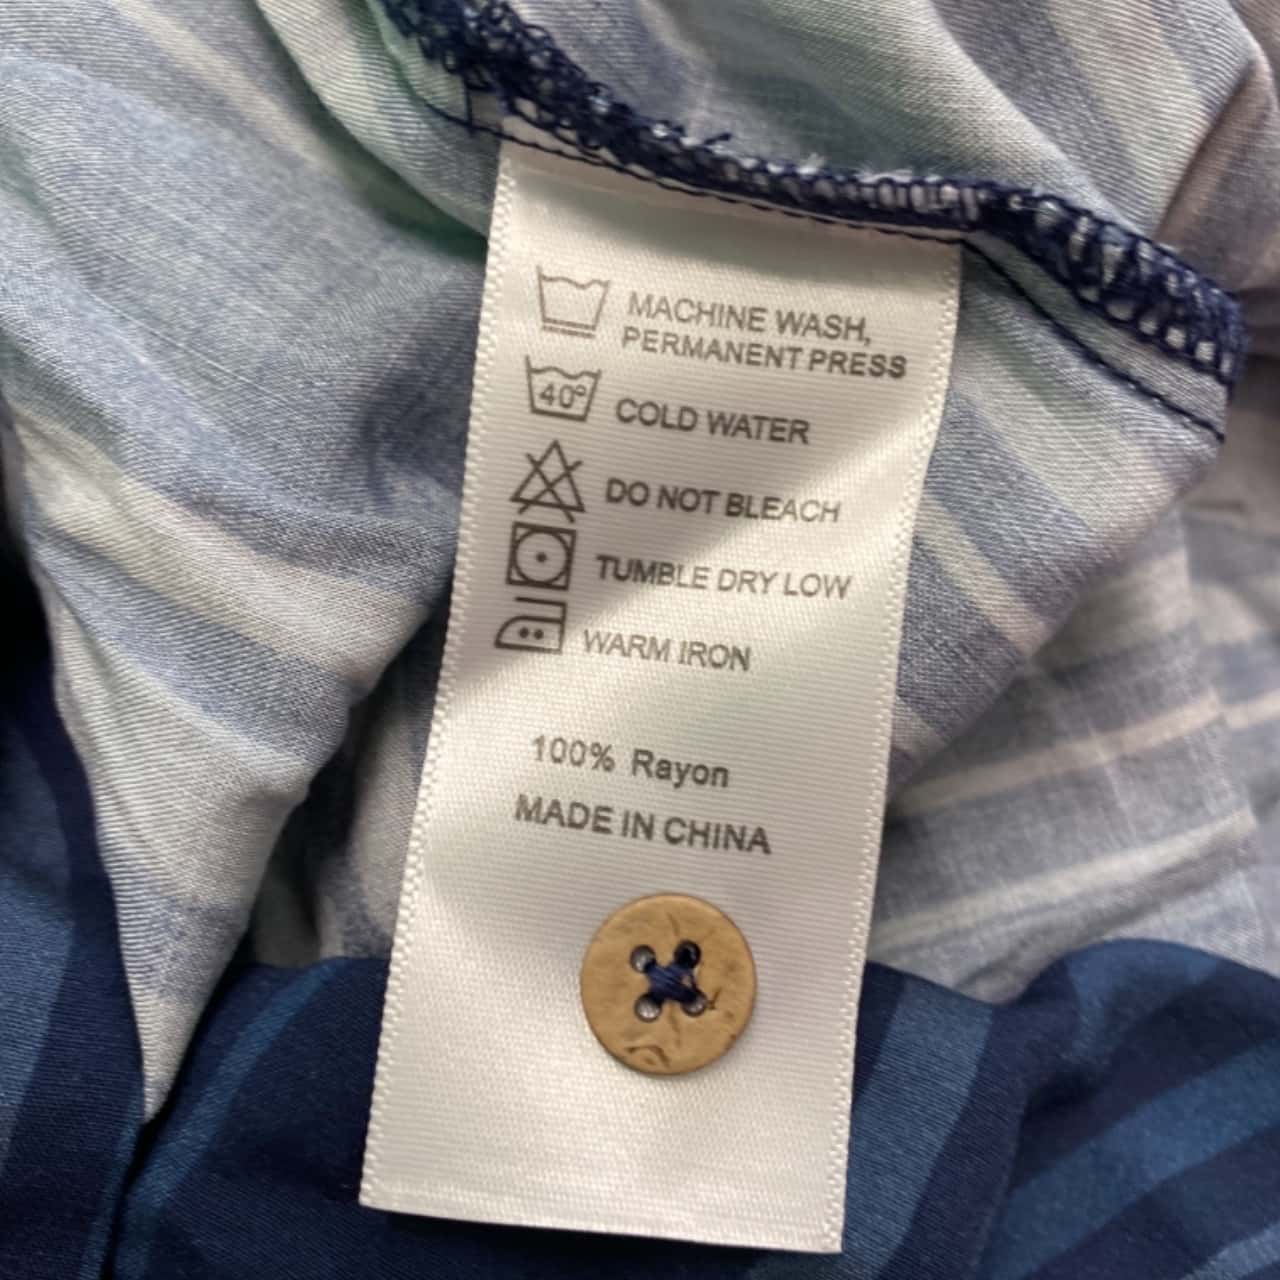 MACHINE WASH,
PERMANENT PRESS
40° COLD WATER
DO NOT BLEACH
TUMBLE DRY LOW
WARM IRON
100% Rayon
MADE IN CHINA